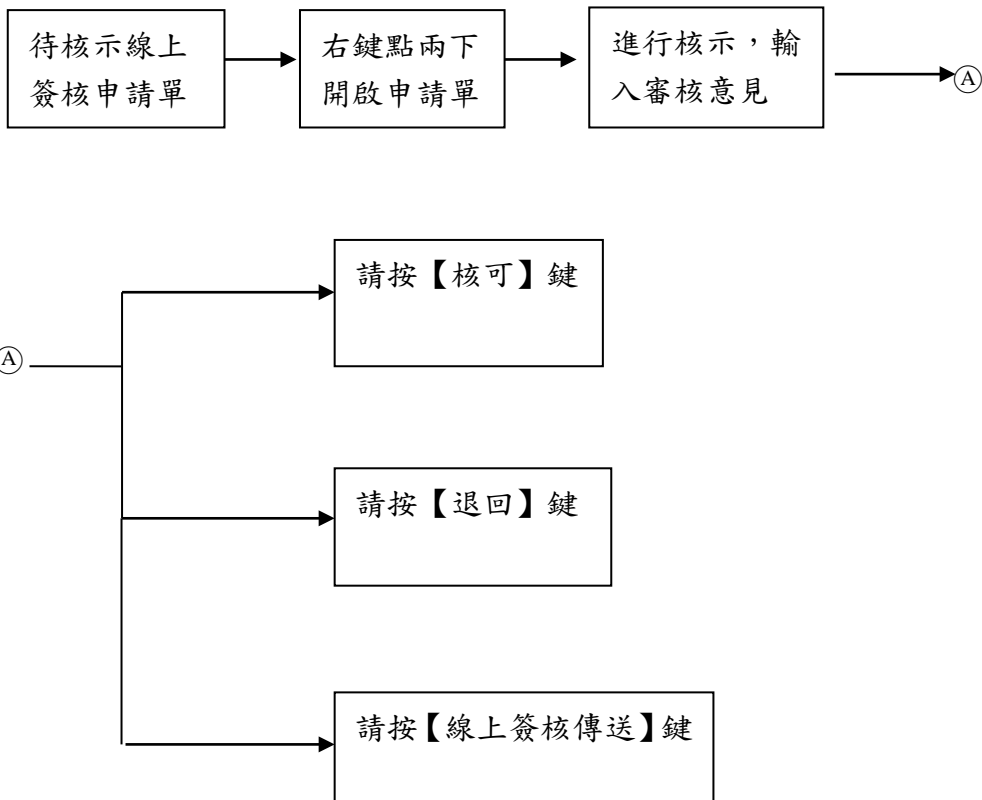 待核示線上
簽核申請單
右鍵點兩下
開啟申請單
進行核示，輸
入審核意見
Ⓐ
請按【核可】鍵
Ⓐ
請按【退回】鍵
請按【線上簽核傳送】鍵